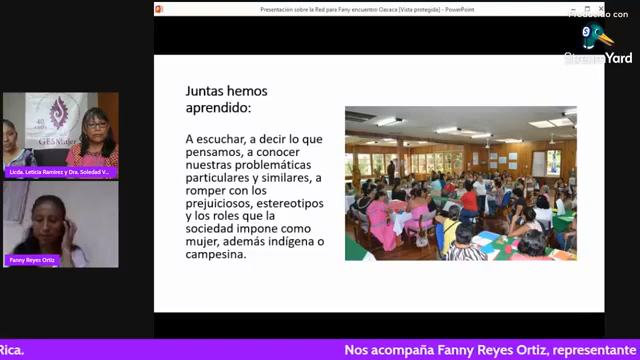 Presentación sobre la Red para Fany encuentro Oaxaca [Vista protegida] - PowerPoint
Producido con
StreamYard
Juntas hemos
aprendido:
A escuchar, a decir lo que
pensamos, a conocer
nuestras problemáticas
particulares y similares, a
romper con los
prejuiciosos, estereotipos
y los roles que la
sociedad impone como
mujer, además indígena o
campesina.
40
AÑOS
GESMujer
Licda. Leticia Ramírez y Dra. Soledad V...
Fanny Reyes Ortiz
Rica.
Nos acompaña Fanny Reyes Ortiz, representante